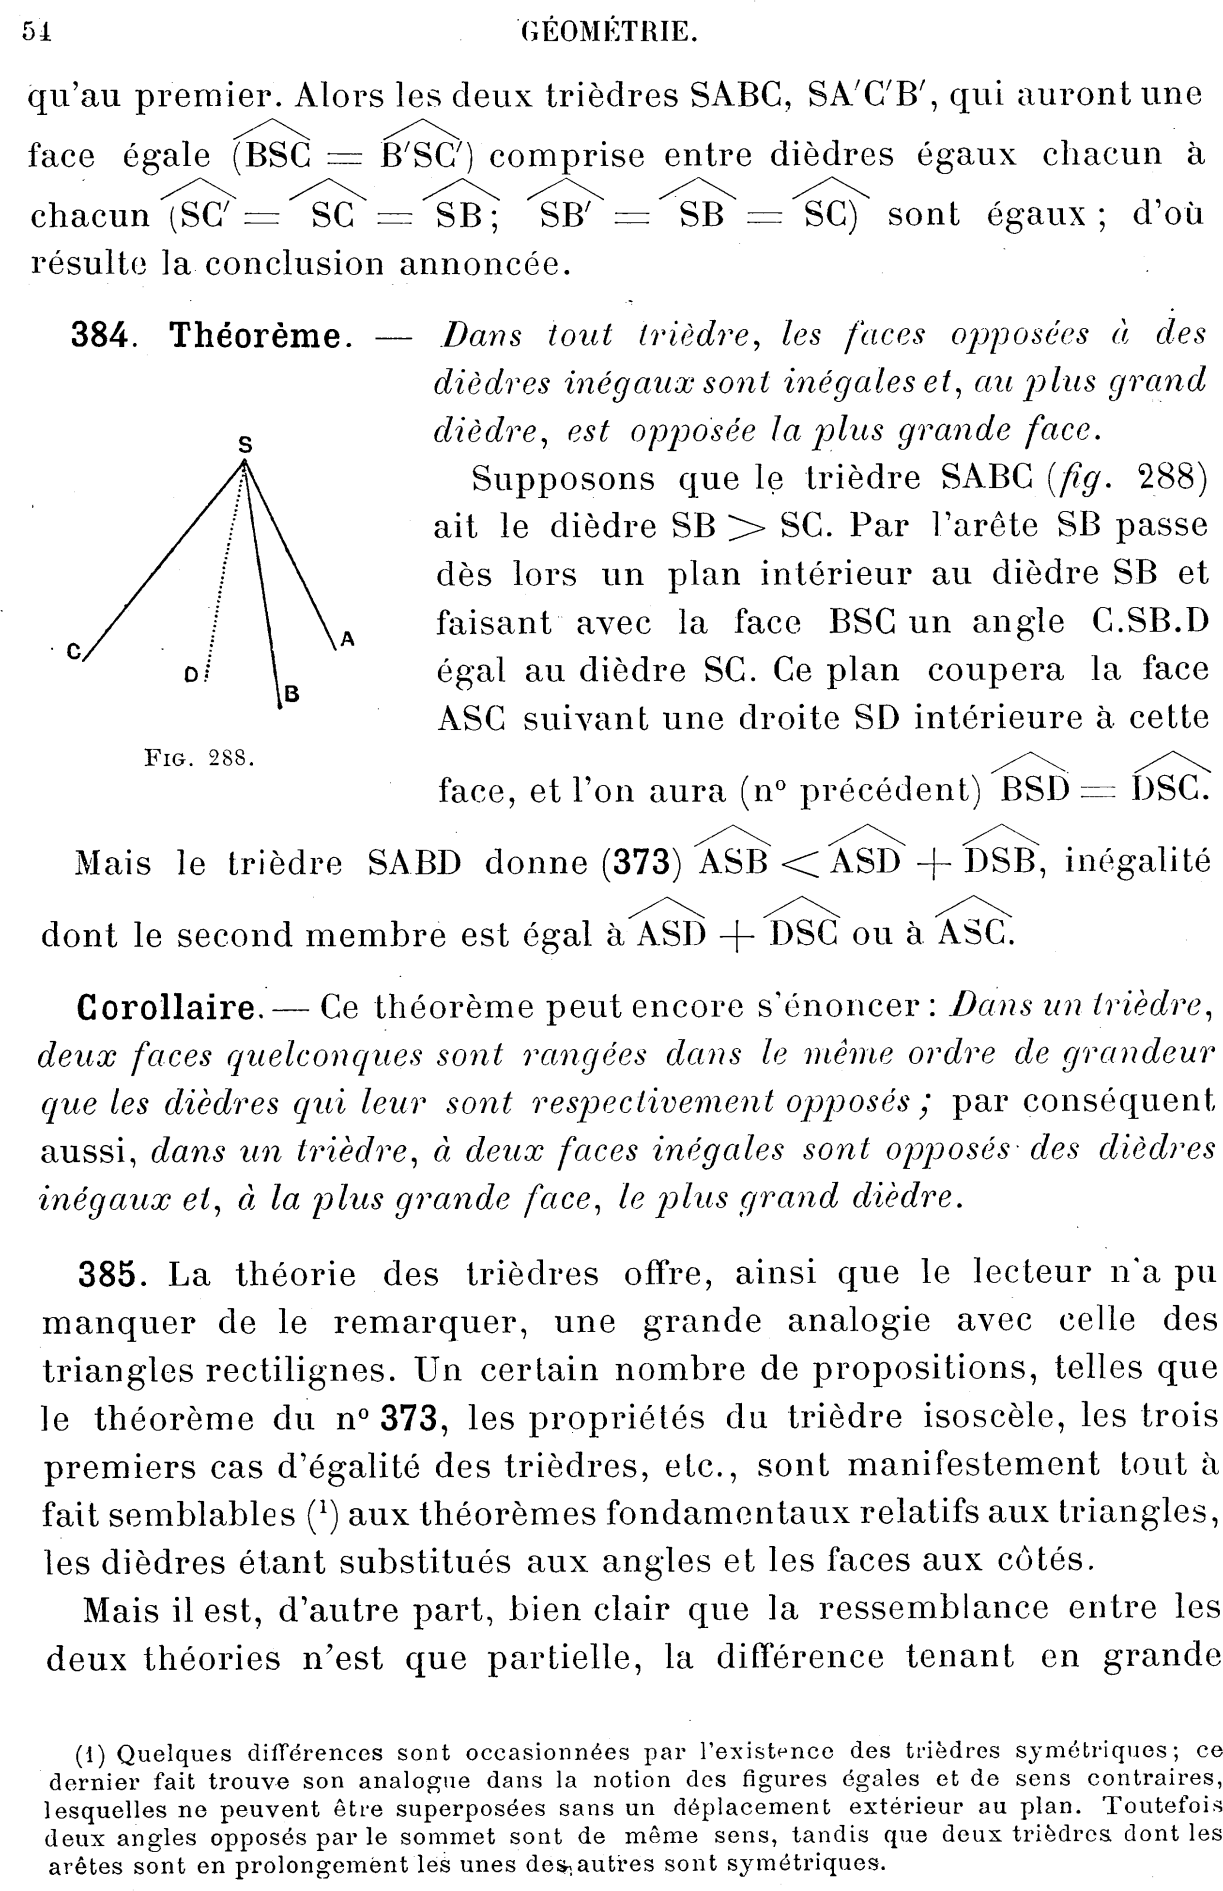 54 GÉOMÉTRIE.
qu'au premier. Alors les deux trièdres SABC, SA'C'B', qui auront une
face égale (BSC = B'SC') comprise entre dièdres égaux chacun à
chacun (SC' = SC = SB; SB' = SB = SC) sont égaux ; d'où
résulte la conclusion annoncée.
384. Théorème. — Dans tout trièdre, les faces opposées à des
dièdres inégaux sont inégales et, au plus grand
dièdre, est opposée la plus grande face.
S
C
D
B
A
FIG. 288.
Supposons que le trièdre SABC (fig. 288)
ait le dièdre SB > SC. Par l'arête SB passe
dès lors un plan intérieur au dièdre SB et
faisant avec la face BSC un angle C.SB.D
égal au dièdre SC. Ce plan coupera la face
ASC suivant une droite SD intérieure à cette
face, et l'on aura (nº précédent) BSD = DSC.
Mais le trièdre SABD donne (373) ASB < ASD + DSB, inégalité
dont le second membre est égal à ASD + DSC ou à ASC.
Corollaire. — Ce théorème peut encore s'énoncer : Dans un trièdre,
deux faces quelconques sont rangées dans le même ordre de grandeur
que les dièdres qui leur sont respectivement opposés ; par conséquent
aussi, dans un trièdre, à deux faces inégales sont opposés des dièdres
inégaux et, à la plus grande face, le plus grand dièdre.
385. La théorie des trièdres offre, ainsi que le lecteur n'a pu
manquer de le remarquer, une grande analogie avec celle des
triangles rectilignes. Un certain nombre de propositions, telles que
le théorème du nº 373, les propriétés du trièdre isoscèle, les trois
premiers cas d'égalité des trièdres, etc., sont manifestement tout à
fait semblables (¹) aux théorèmes fondamentaux relatifs aux triangles,
les dièdres étant substitués aux angles et les faces aux côtés.
Mais il est, d'autre part, bien clair que la ressemblance entre les
deux théories n'est que partielle, la différence tenant en grande
(1) Quelques différences sont occasionnées par l'existence des trièdres symétriques; ce
dernier fait trouve son analogue dans la notion des figures égales et de sens contraires,
lesquelles ne peuvent être superposées sans un déplacement extérieur au plan. Toutefois
deux angles opposés par le sommet sont de même sens, tandis que deux trièdres dont les
arêtes sont en prolongement les unes des autres sont symétriques.